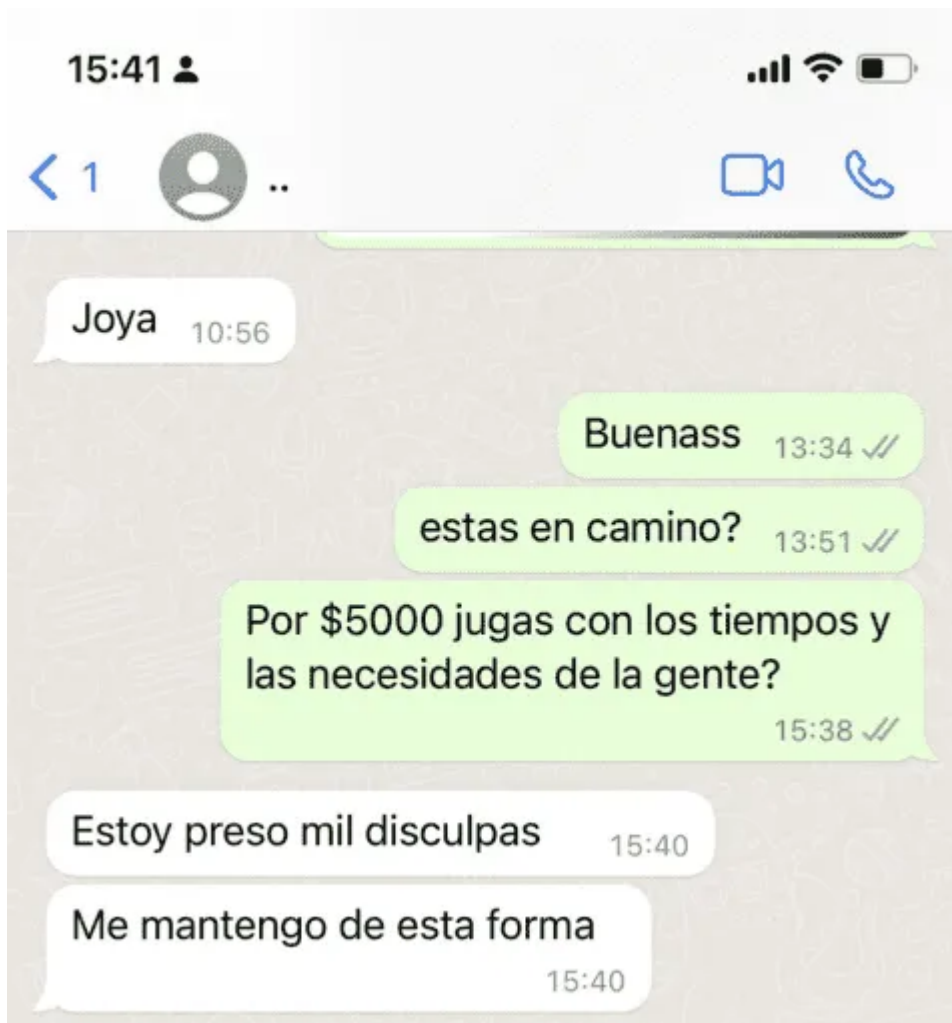 15:41
1
..
Joya 10:56
Buenass 13:34
estas en camino? 13:51
Por $5000 jugas con los tiempos y
las necesidades de la gente?
15:38
Estoy preso mil disculpas 15:40
Me mantengo de esta forma
15:40